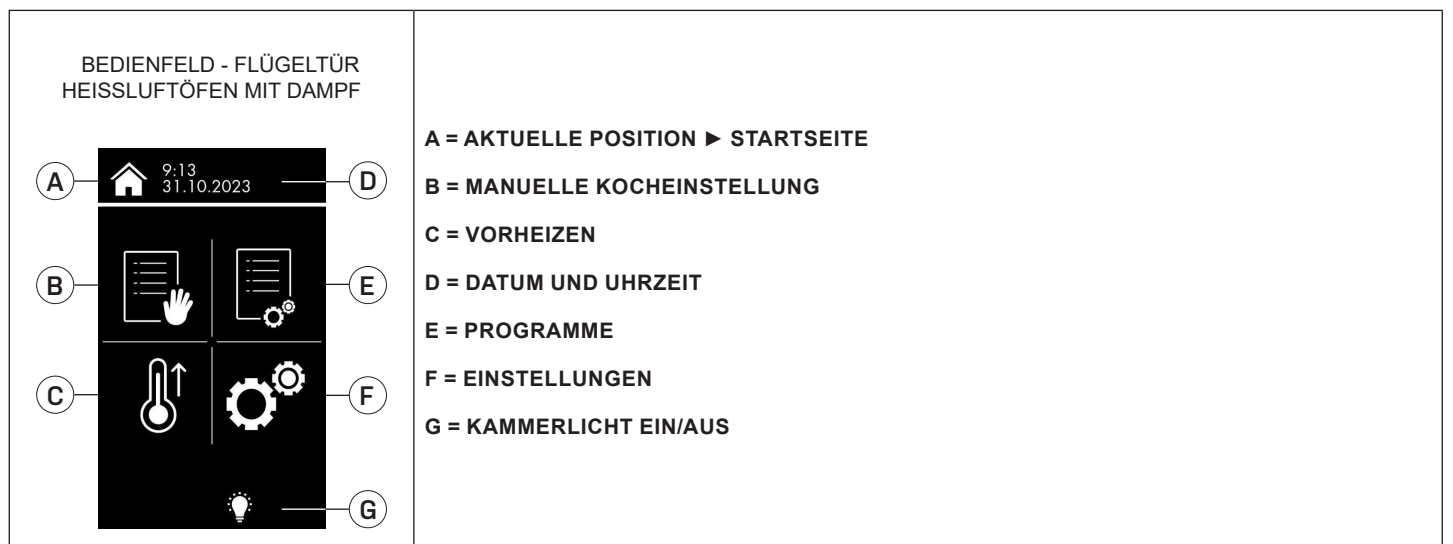 BEDIENFELD - FLÜGELTÜR
HEISSLUFTÖFEN MIT DAMPF
A
9:13
31.10.2023
D
B
E
C
F
G
A = AKTUELLE POSITION ► STARTSEITE
B = MANUELLE KOCHEINSTELLUNG
C = VORHEIZEN
D = DATUM UND UHRZEIT
E = PROGRAMME
F = EINSTELLUNGEN
G = KAMMERLICHT EIN/AUS